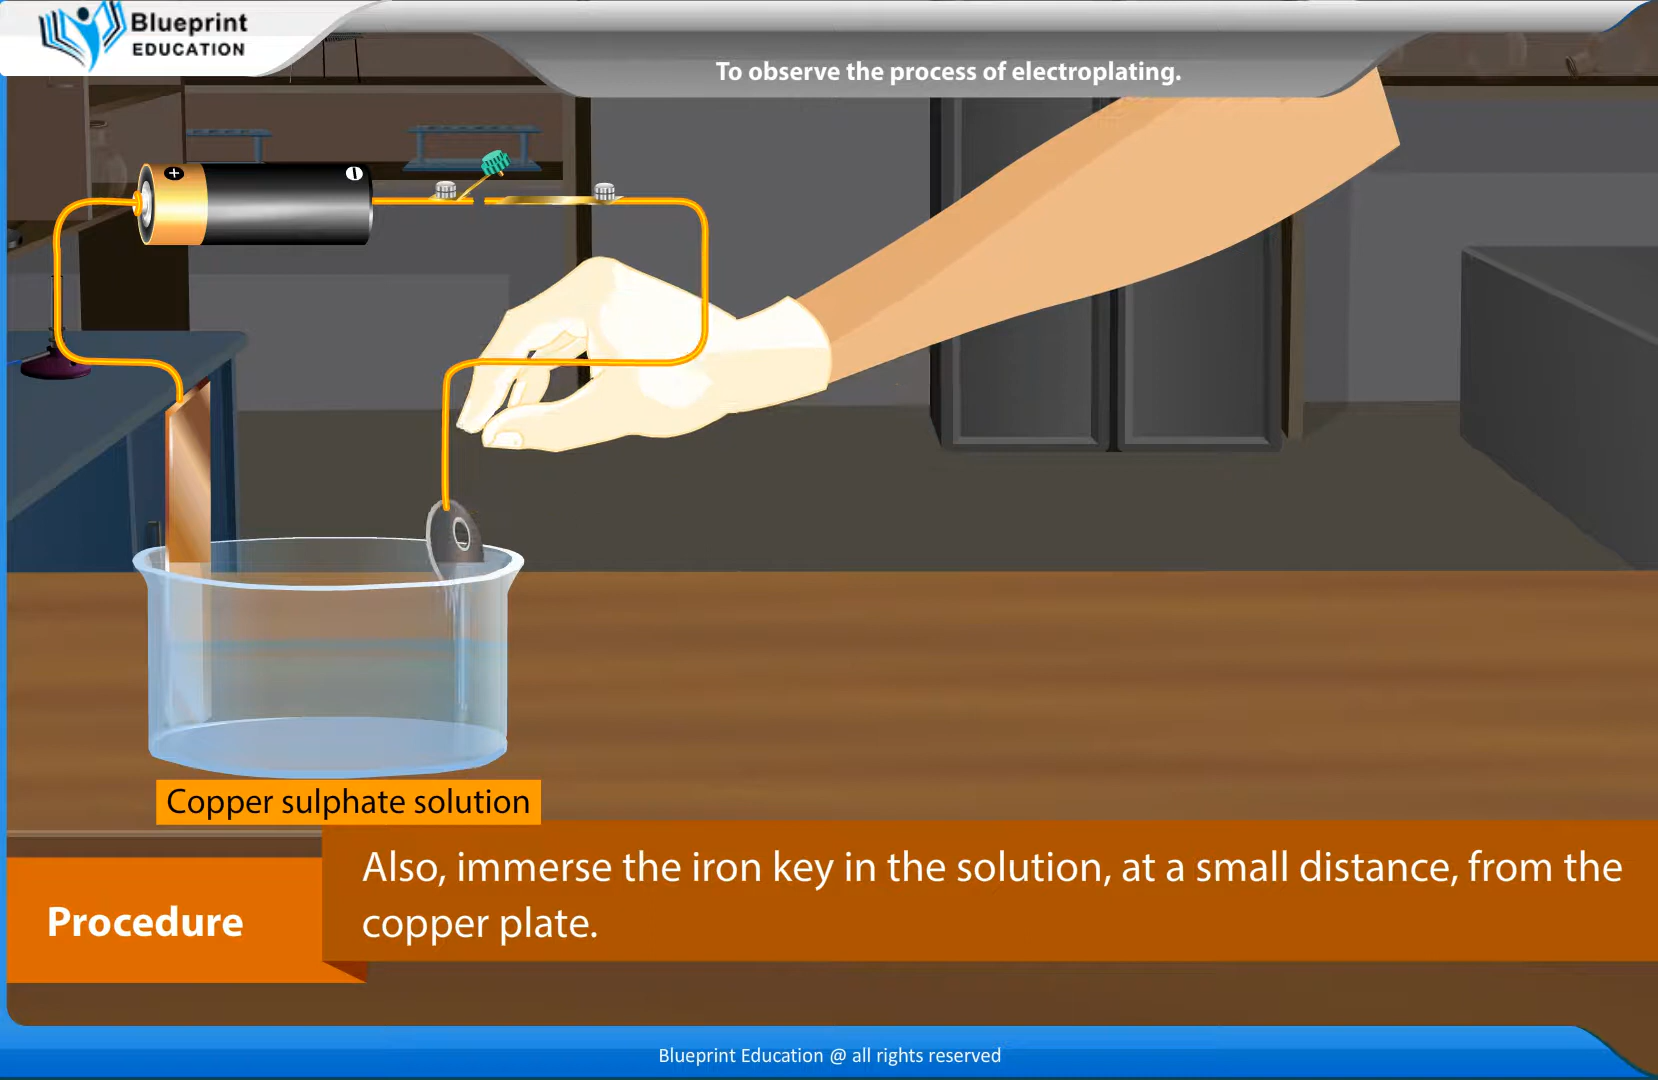 Blueprint
EDUCATION
To observe the process of electroplating.
+
Copper sulphate solution
Also, immerse the iron key in the solution, at a small distance, from the
copper plate.
Procedure
Blueprint Education @ all rights reserved